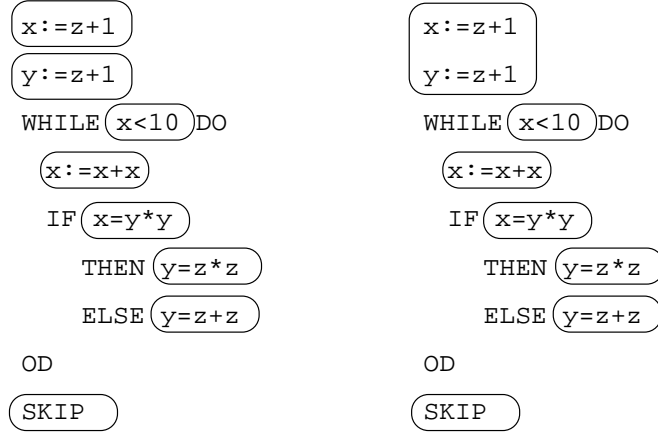 x:=z+1
y:=z+1
WHILE x<10 DO
x:=x+x
IF x=y*y
THEN y=z*z
ELSE y=z+z
OD
SKIP
x:=z+1
y:=z+1
WHILE x<10 DO
x:=x+x
IF x=y*y
THEN y=z*z
ELSE y=z+z
OD
SKIP